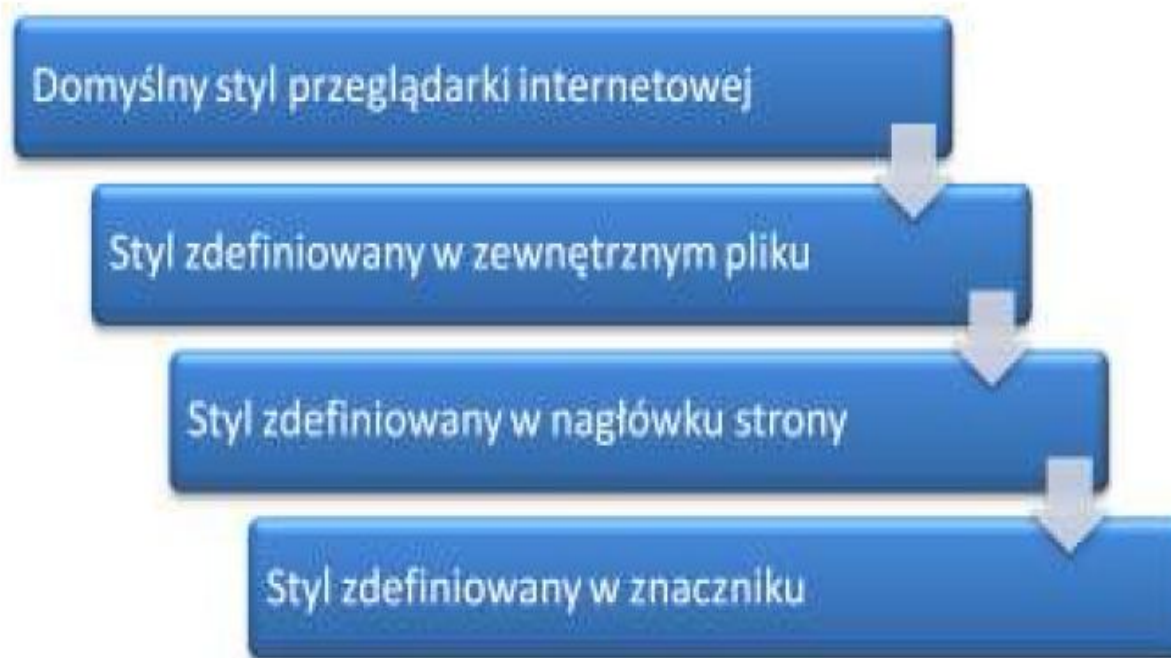 Domyślny styl przeglądarki internetowej
Styl zdefiniowany w zewnętrznym pliku
Styl zdefiniowany w nagłówku strony
Styl zdefiniowany w znaczniku